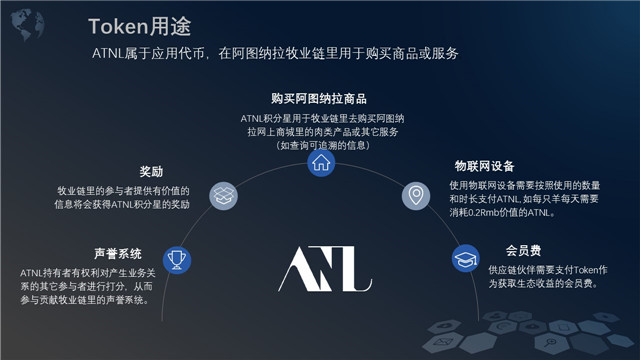 Token用途
ATNL属于应用代币，在阿图纳拉牧业链里用于购买商品或服务
购买阿图纳拉商品
ATNL积分星用于牧业链里去购买阿图纳
拉网上商城里的肉类产品或其它服务
（如查询可追溯的信息）
奖励
牧业链里的参与者提供有价值的
信息将会获得ATNL积分星的奖励
物联网设备
使用物联网设备需要按照使用的数量
和时长支付ATNL,如每只羊每天需要
消耗0.2Rmb价值的ATNL。
声誉系统
ATNL持有者有权利对产生业务关
系的其它参与者进行打分，从而
参与贡献牧业链里的声誉系统。
会员费
供应链伙伴需要支付Token作
为获取生态收益的会员费。
ATNL